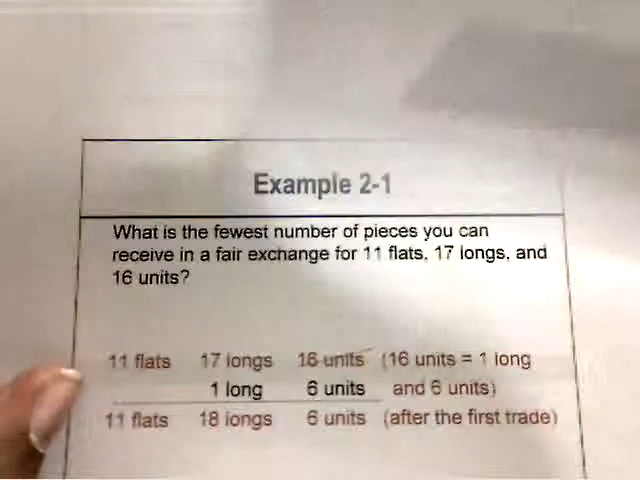 Example 2-1
What is the fewest number of pieces you can
receive in a fair exchange for 11 flats, 17 longs, and
16 units?
11 flats 17 longs 16 units (16 units = 1 long
1 long 6 units and 6 units)
11 flats 18 longs 6 units (after the first trade)